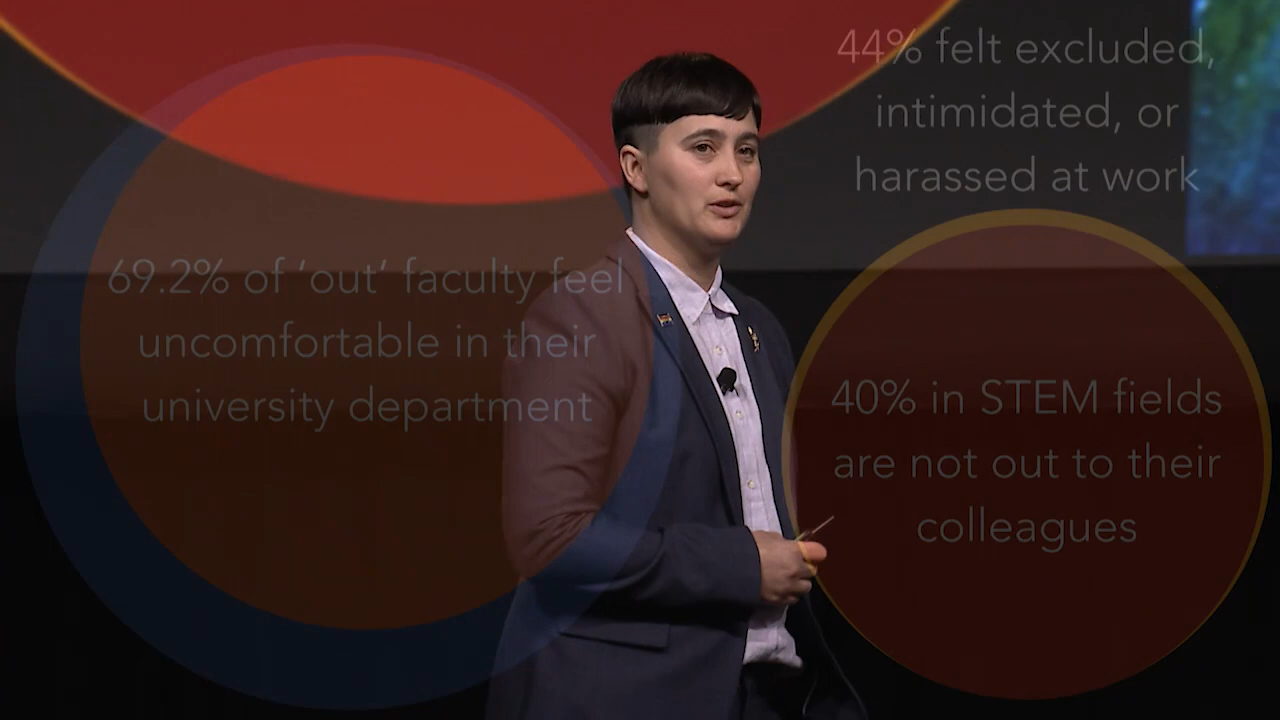 44% felt excluded,
intimidated, or
harassed at work
69.2% of ‘out’ faculty feel
uncomfortable in their
university department
40% in STEM fields
are not out to their
colleagues